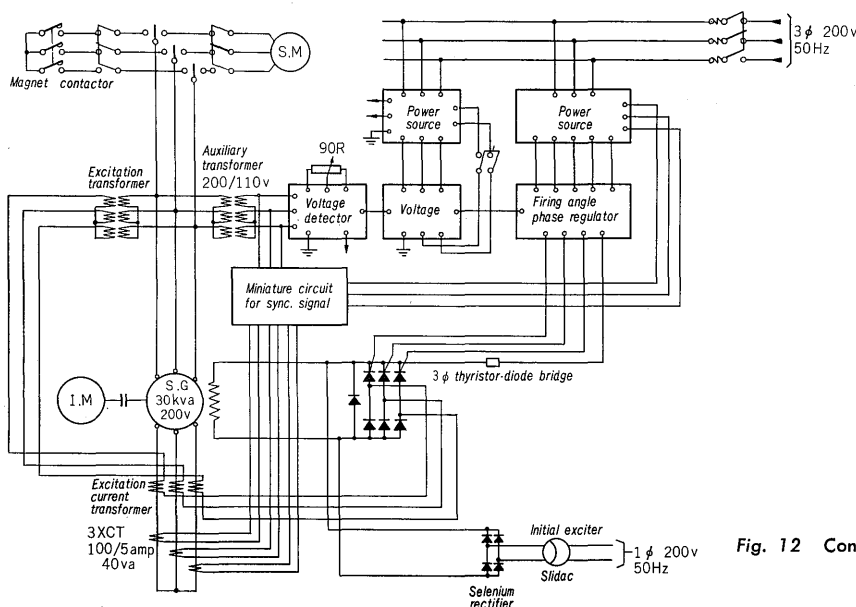 S.M
3φ 200v
50Hz
Magnet contactor
Power
source
Power
source
90R
Auxiliary
transformer
200/110v
Excitation
transformer
Voltage
detector
Voltage
Firing angle
phase regulator
Miniature circuit
for sync. signal
3φ thyristor-diode bridge
I.M
S.G
30kva
200v
Excitation
current
transformer
3XCT
100/5amp
40va
Initial exciter
Slidac
1φ 200v
50Hz
Selenium
rectifier
Fig. 12 Con